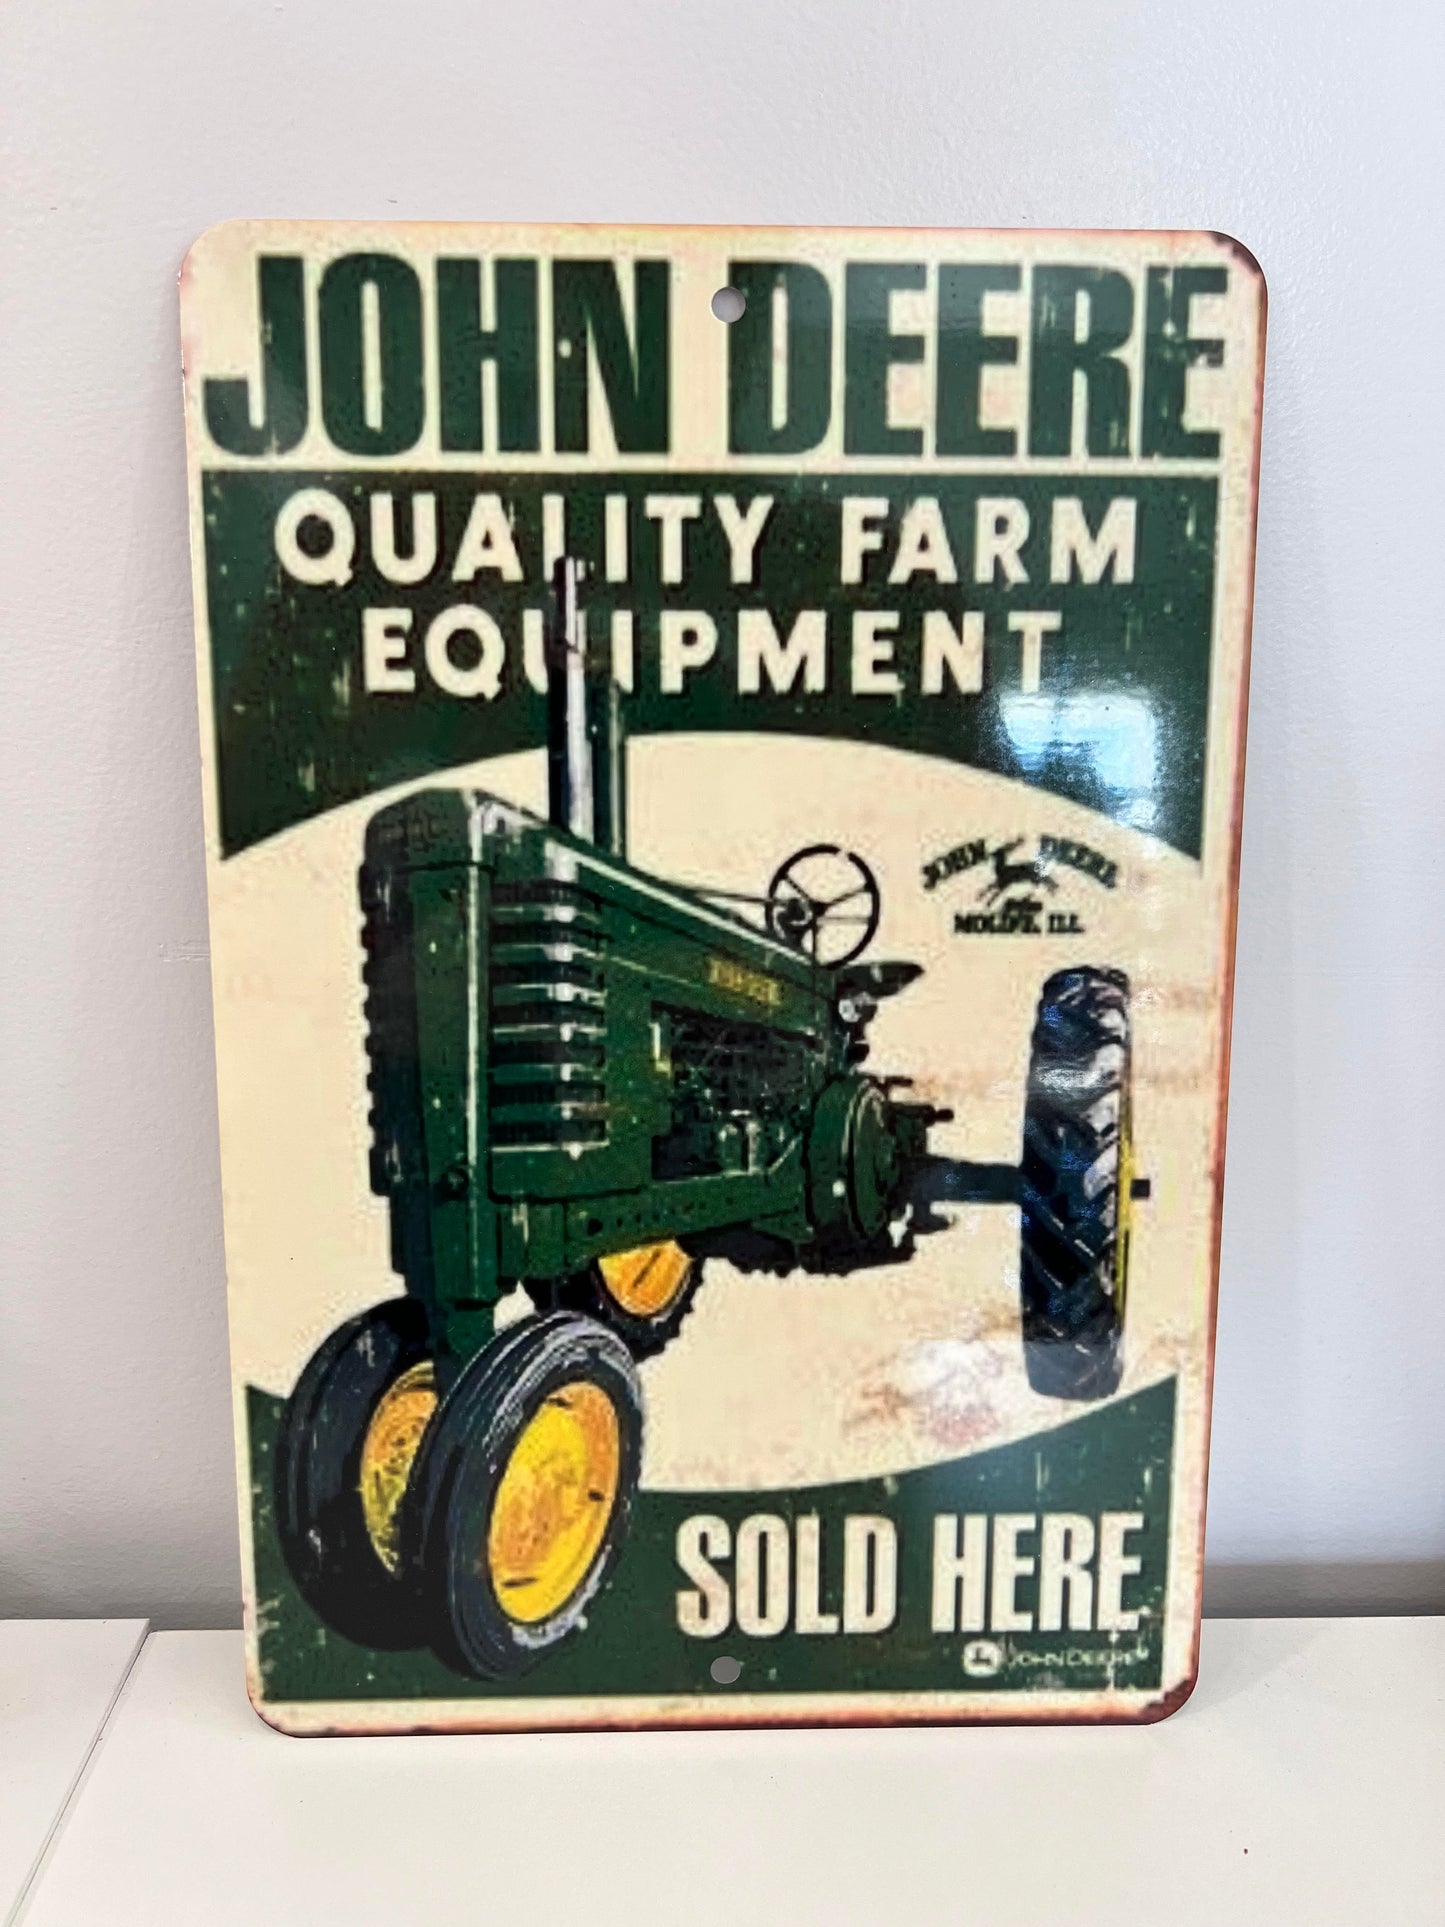 JOHN DEERE
QUALITY FARM
EQUIPMENT
JOHN DEERE
MOLINE, ILL.
SOLD HERE
JOHN DEERE